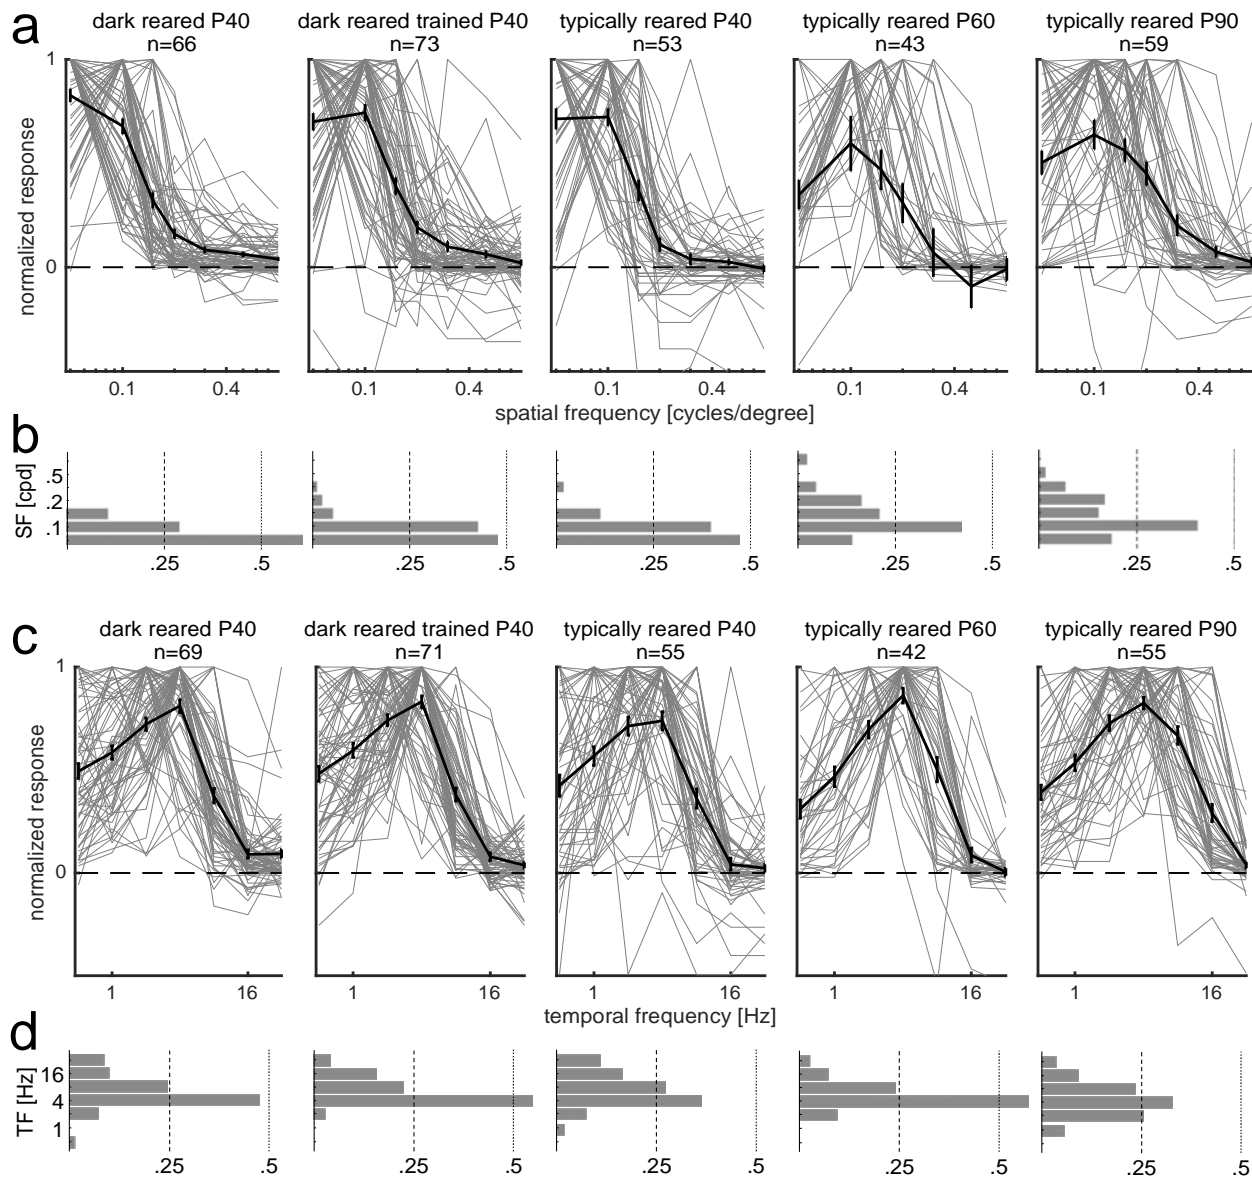 a
dark reared P40
n=66
dark reared trained P40
n=73
typically reared P40
n=53
typically reared P60
n=43
typically reared P90
n=59
normalized response
1
0
0.1 0.4
0.1 0.4
0.1 0.4
0.1 0.4
0.1 0.4
spatial frequency [cycles/degree]
b
SF [cpd]
.5
.2
.1
.25 .5
.25 .5
.25 .5
.25 .5
.25 .5
c
dark reared P40
n=69
dark reared trained P40
n=71
typically reared P40
n=55
typically reared P60
n=42
typically reared P90
n=55
normalized response
1
0
1 16
1 16
1 16
1 16
1 16
temporal frequency [Hz]
d
TF [Hz]
16
4
1
.25 .5
.25 .5
.25 .5
.25 .5
.25 .5